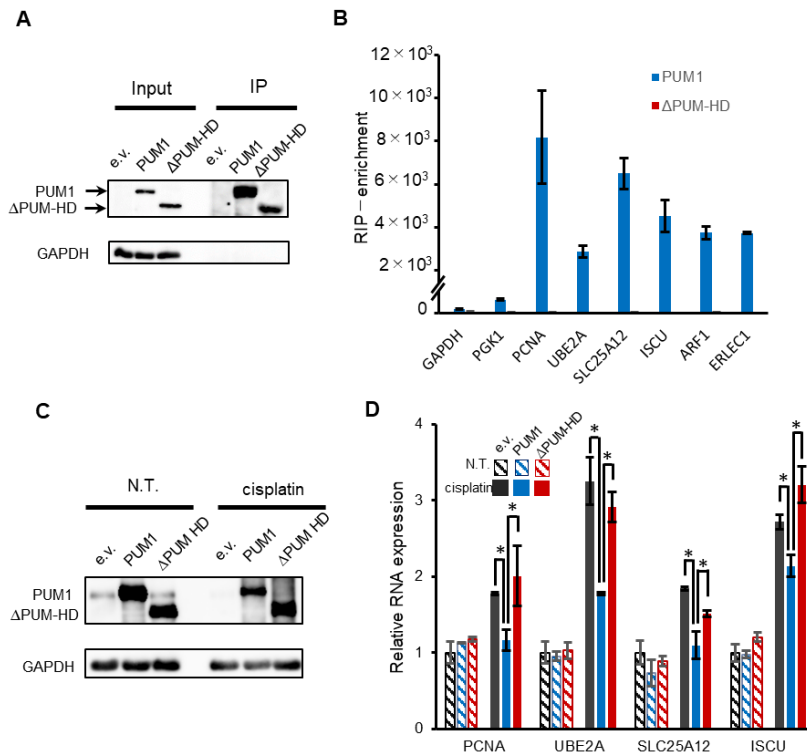 A
Input IP
e.v. PUM1 ΔPUM-HD e.v. PUM1 ΔPUM-HD
PUM1
ΔPUM-HD
GAPDH
B
RIP－enrichment
12×10³
10×10³
8×10³
6×10³
4×10³
2×10³
0
PUM1
ΔPUM-HD
GAPDH PGK1 PCNA UBE2A SLC25A12 ISCU ARF1 ERLEC1
C
N.T. cisplatin
e.v. PUM1 ΔPUM HD e.v. PUM1 ΔPUM HD
PUM1
ΔPUM-HD
GAPDH
D
Relative RNA expression
4
3
2
1
0
e.v. PUM1 ΔPUM-HD
N.T.
cisplatin
* * * * * * * *
PCNA UBE2A SLC25A12 ISCU